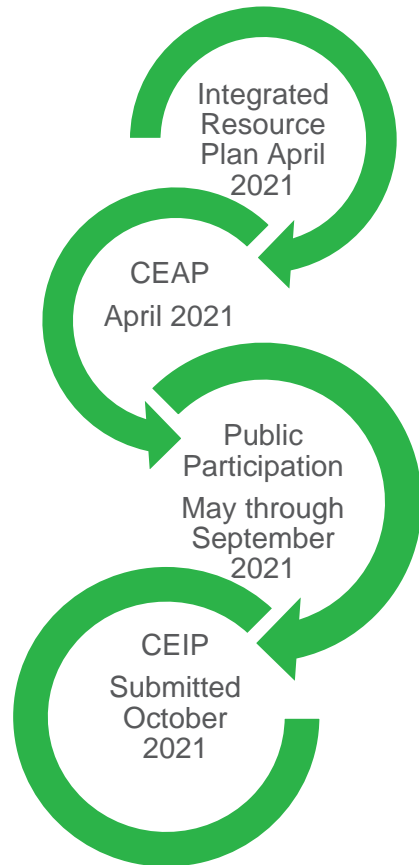 Integrated
Resource
Plan April
2021
CEAP
April 2021
Public
Participation
May through
September
2021
CEIP
Submitted
October
2021